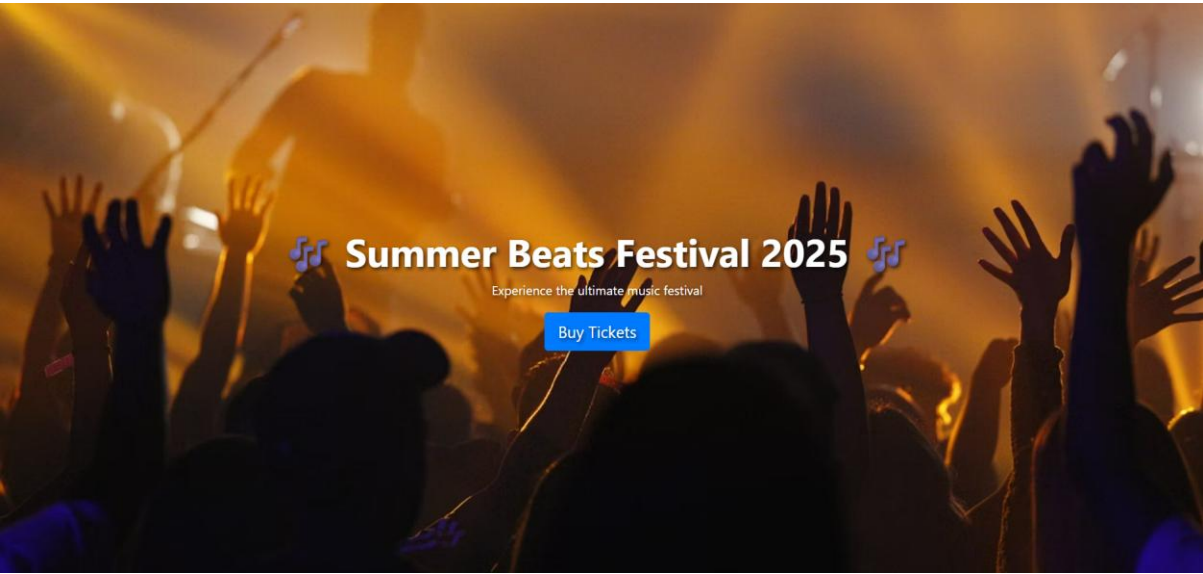 🎶 Summer Beats Festival 2025 🎶
Experience the ultimate music festival
Buy Tickets